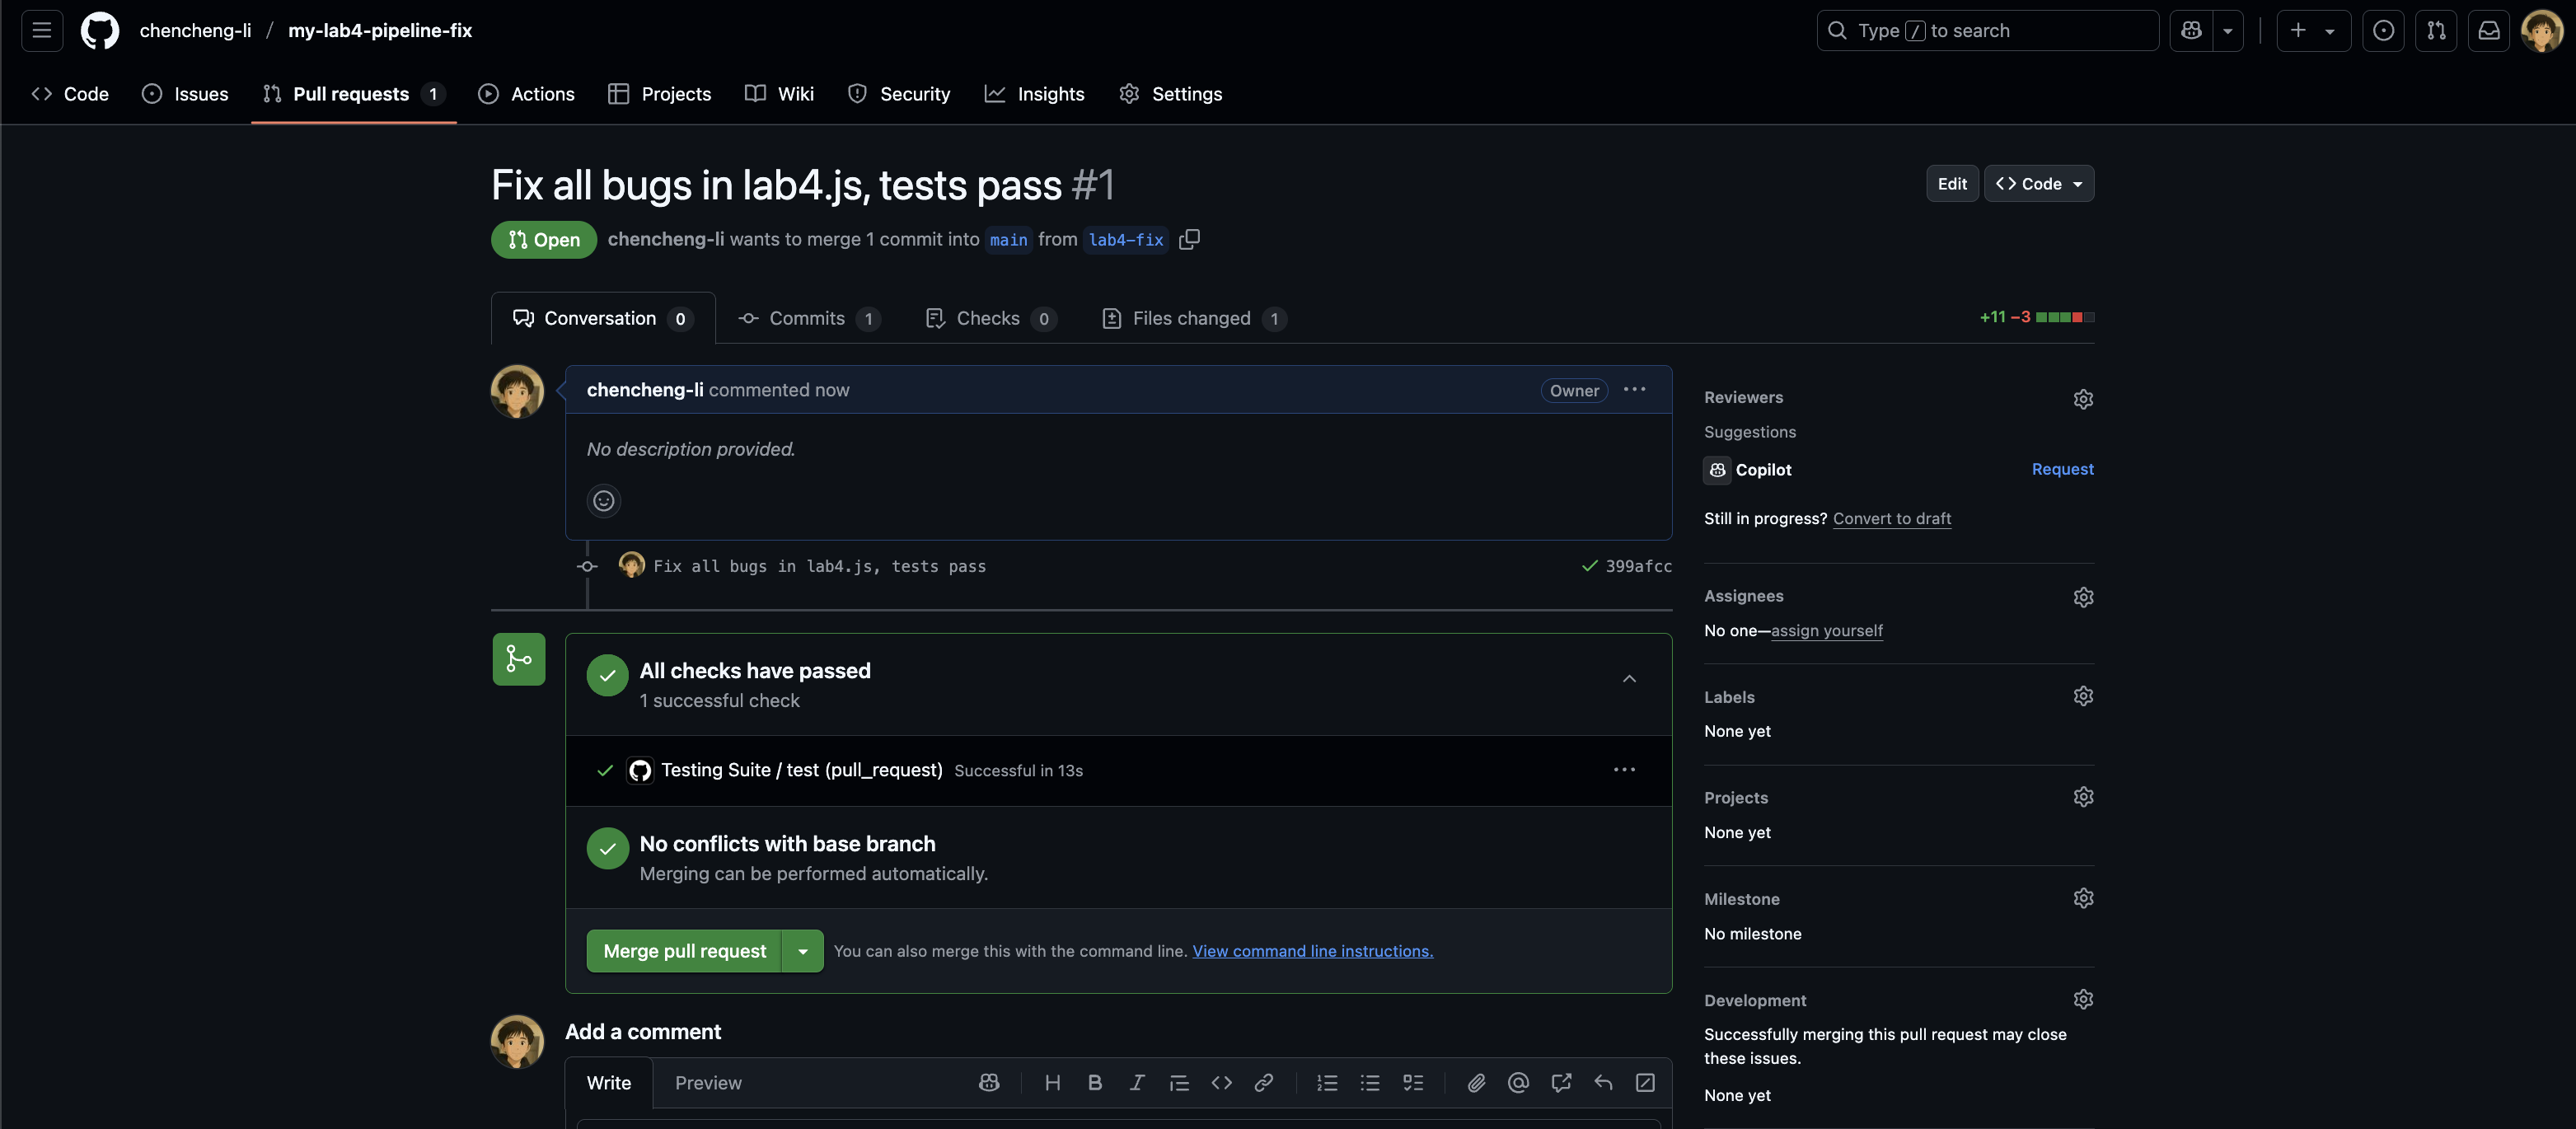 chencheng-li / my-lab4-pipeline-fix
Type / to search
Code
Issues
Pull requests 1
Actions
Projects
Wiki
Security
Insights
Settings
Fix all bugs in lab4.js, tests pass #1
Edit
Code
Open
chencheng-li wants to merge 1 commit into main from lab4-fix
Conversation 0
Commits 1
Checks 0
Files changed 1
+11 −3
chencheng-li commented now
Owner
No description provided.
Fix all bugs in lab4.js, tests pass
399afcc
All checks have passed
1 successful check
Testing Suite / test (pull_request) Successful in 13s
No conflicts with base branch
Merging can be performed automatically.
Merge pull request
You can also merge this with the command line. View command line instructions.
Add a comment
Write
Preview
Reviewers
Suggestions
Copilot
Request
Still in progress? Convert to draft
Assignees
No one—assign yourself
Labels
None yet
Projects
None yet
Milestone
No milestone
Development
Successfully merging this pull request may close
these issues.
None yet